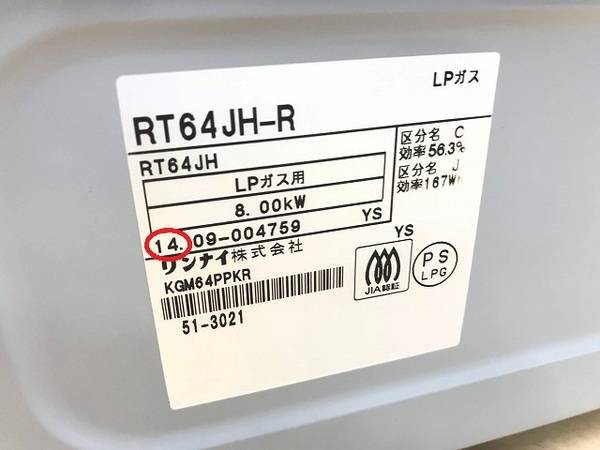 LPガス
RT64JH-R
RT64JH
LPガス用
8.00kW
14.09-004759 YS
リンナイ株式会社
KGM64PPKR
51-3021
区分名 C
効率56.3%
区分名 J
効率167Wh
YS
JIA認証
PS
LPG